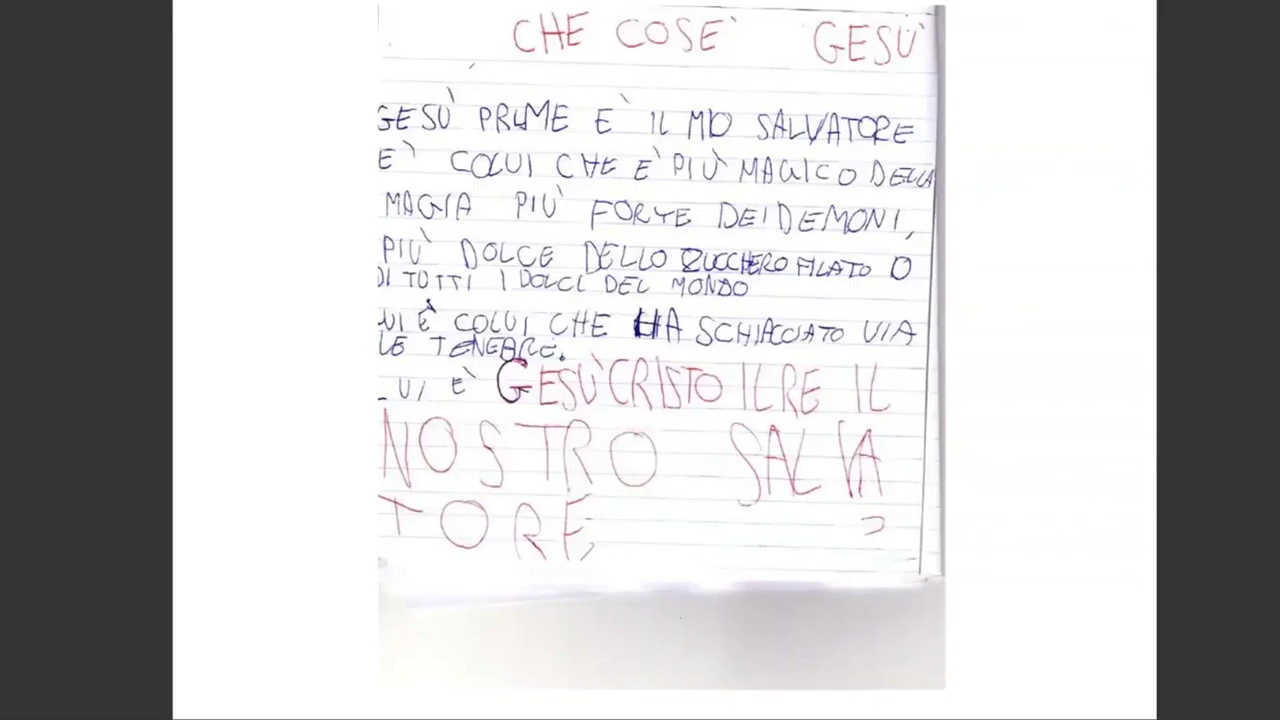 CHE COSE` GESÙ
GESÙ PRIME E` IL MIO SALVATORE
E` COLUI CHE E` PIÙ MAGICO DELLA
MAGIA PIÙ FORTE DEI DEMONI,
PIÙ DOLCE DELLO ZUCCHERO FILATO O
DI TUTTI I DOLCI DEL MONDO
UI È COLUI CHE HA SCHIACCIATO VIA
LE TENEBRE.
LUI E` GESÙ CRISTO IL RE IL
NOSTRO SALVA
TORE,